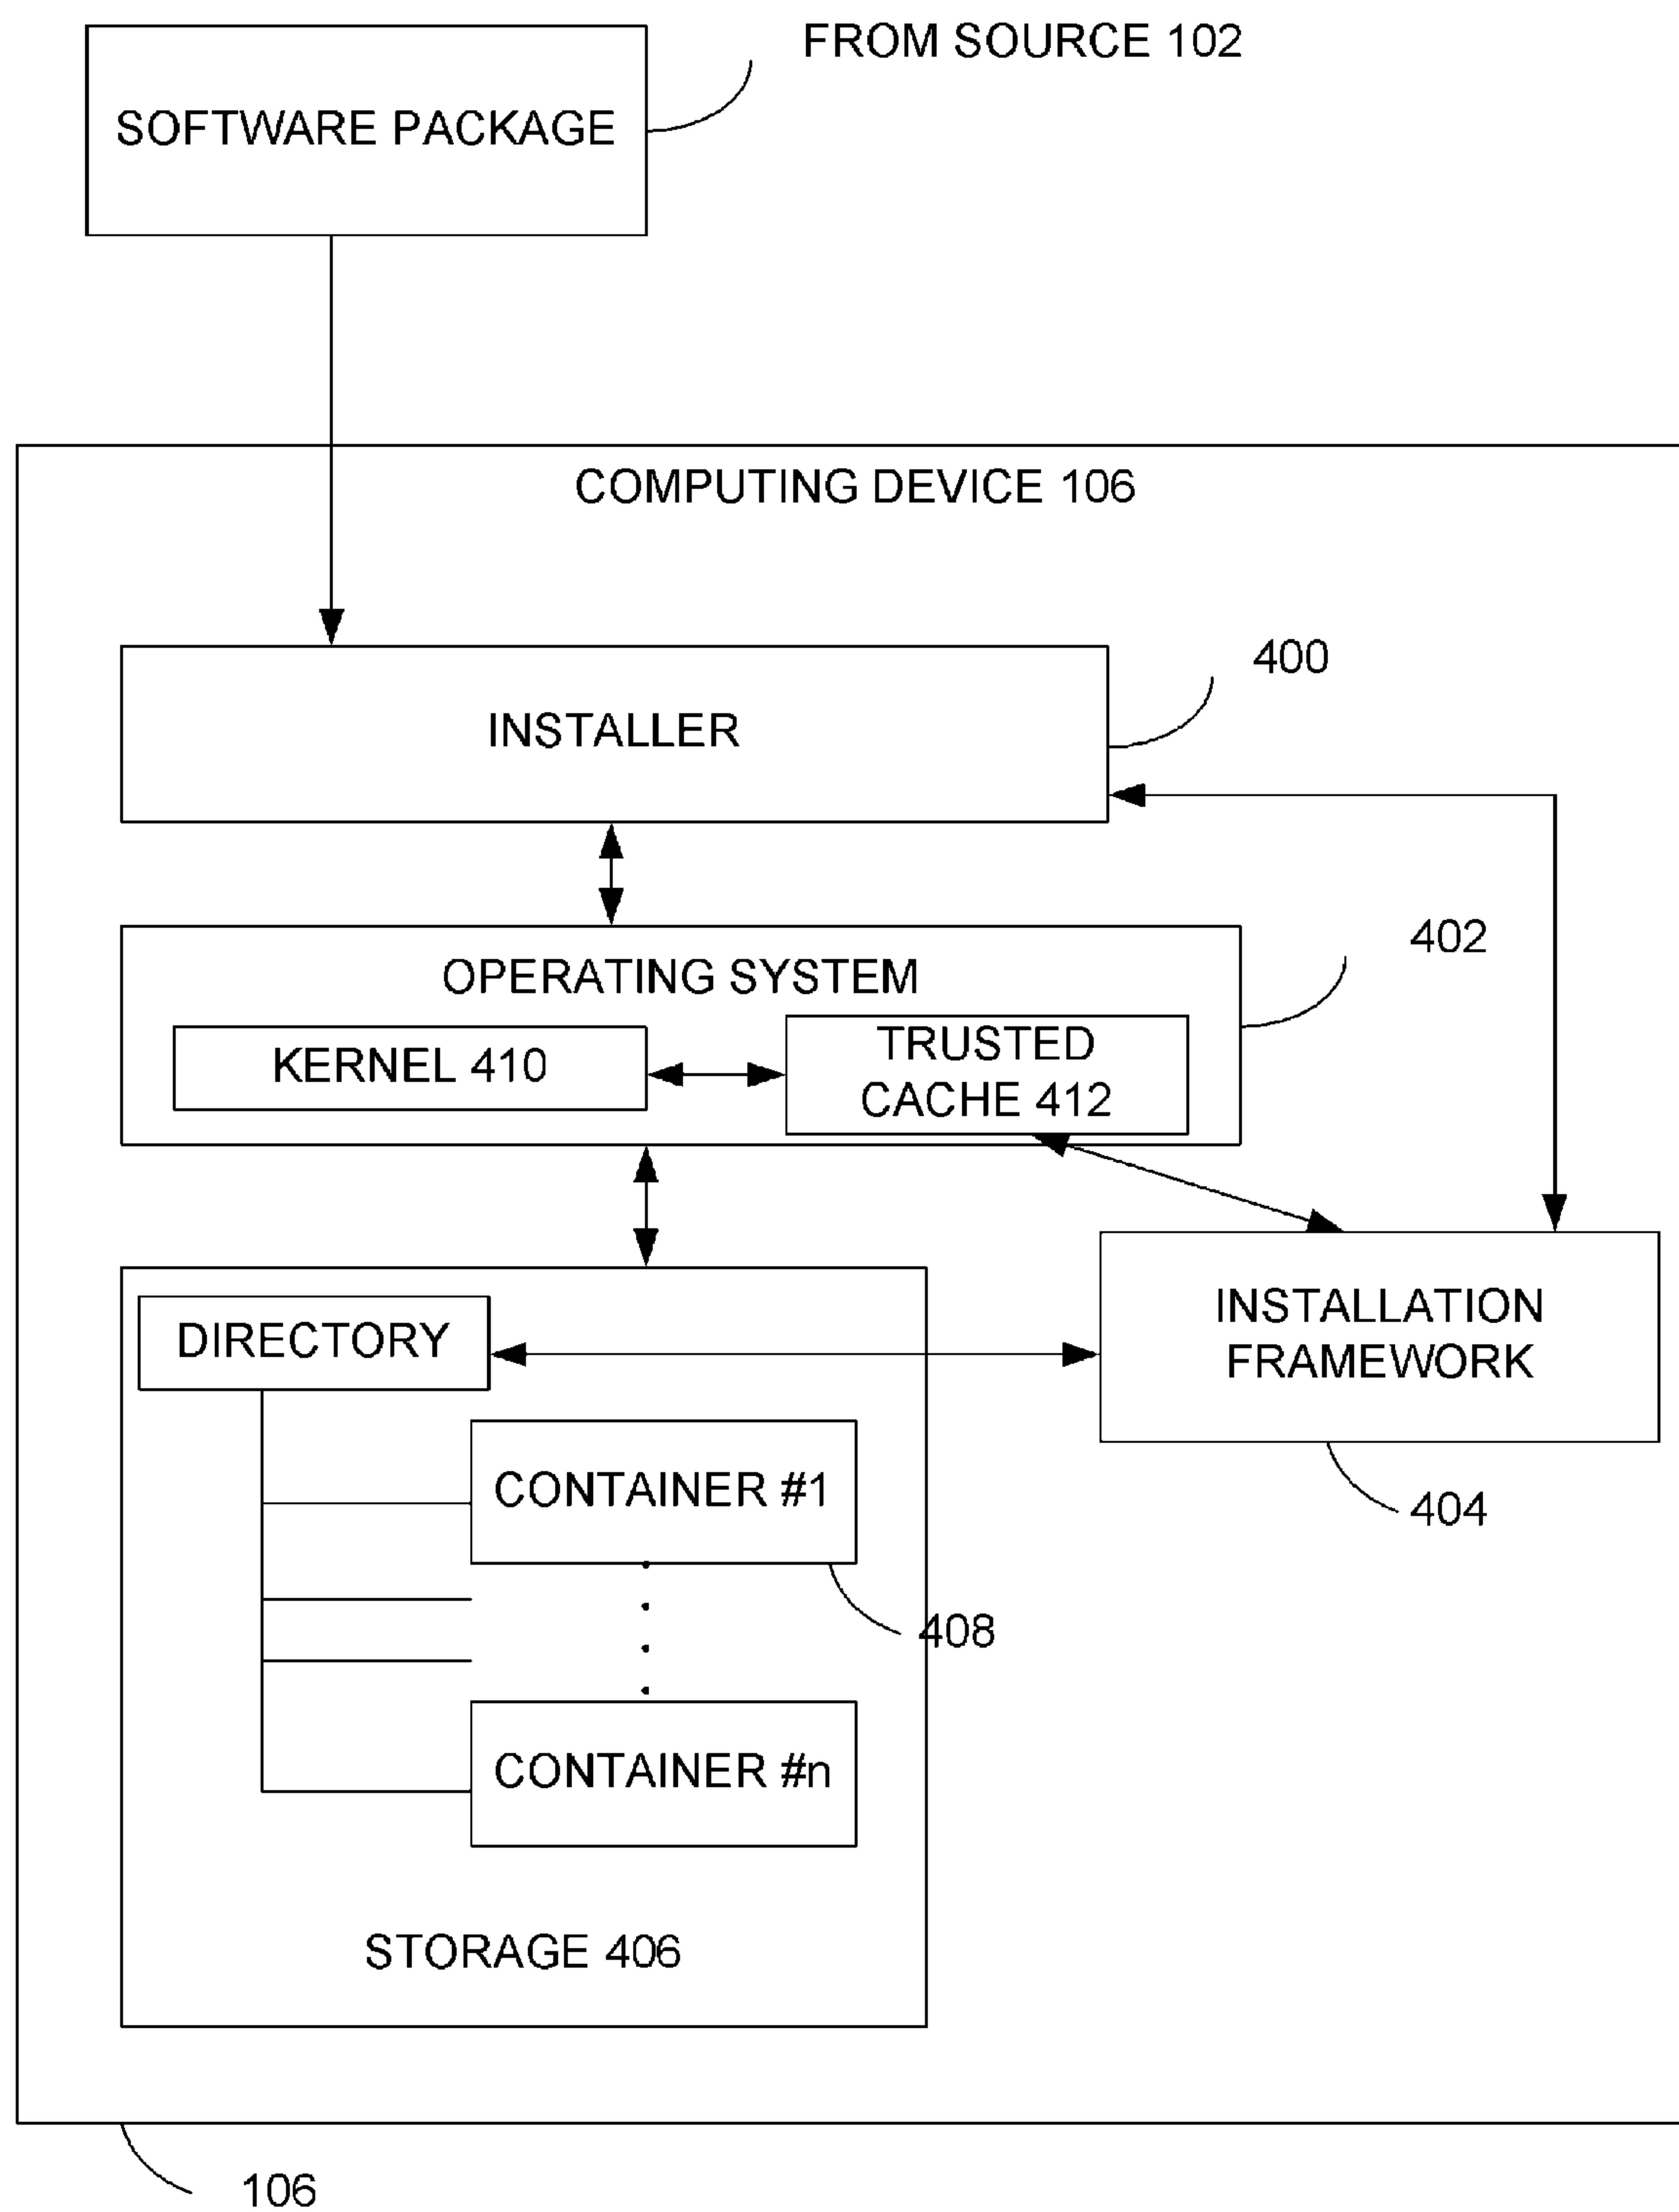 FROM SOURCE 102
SOFTWARE PACKAGE
COMPUTING DEVICE 106
400
INSTALLER
402
OPERATING SYSTEM
KERNEL 410
TRUSTED
CACHE 412
INSTALLATION
FRAMEWORK
DIRECTORY
CONTAINER #1
404
408
CONTAINER #n
STORAGE 406
106